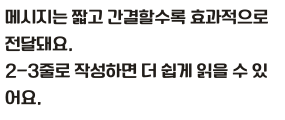 메시지는 짧고 간결할수록 효과적으로
전달돼요.
2-3줄로 작성하면 더 쉽게 읽을 수 있
어요.